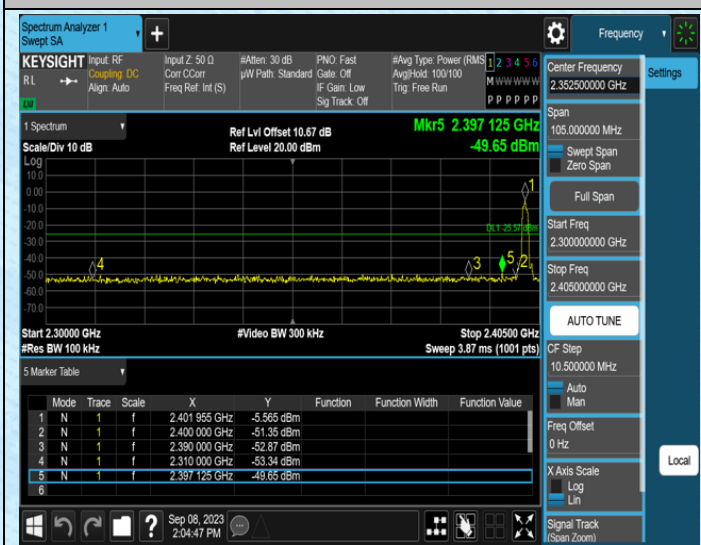 Spectrum Analyzer 1
Swept SA
Frequency
KEYSIGHT
R L
LW
Input: RF
Coupling: DC
Align: Auto
Input Z: 50 Ω
Corr CCorr
Freq Ref: Int (S)
#Atten: 30 dB
µW Path: Standard
PNO: Fast
Gate: Off
IF Gain: Low
Sig Track: Off
#Avg Type: Power (RMS
Avg|Hold: 100/100
Trig: Free Run
1 2 3 4 5 6
M W W W W W
P P P P P P
1 Spectrum
Scale/Div 10 dB
Ref Lvl Offset 10.67 dB
Ref Level 20.00 dBm
Mkr5 2.397 125 GHz
-49.65 dBm
Log
10.0
0.00
-10.0
-20.0
-30.0
-40.0
-50.0
-60.0
-70.0
1
DL1 -25.57 dBm
4
3
5
2
Start 2.30000 GHz
#Res BW 100 kHz
#Video BW 300 kHz
Stop 2.40500 GHz
Sweep 3.87 ms (1001 pts)
5 Marker Table
Mode Trace Scale X Y Function Function Width Function Value
1 N 1 f 2.401 955 GHz -5.565 dBm
2 N 1 f 2.400 000 GHz -51.35 dBm
3 N 1 f 2.390 000 GHz -52.87 dBm
4 N 1 f 2.310 000 GHz -53.34 dBm
5 N 1 f 2.397 125 GHz -49.65 dBm
6
Sep 08, 2023
2:04:47 PM
Center Frequency
2.352500000 GHz
Settings
Span
105.000000 MHz
Swept Span
Zero Span
Full Span
Start Freq
2.300000000 GHz
Stop Freq
2.405000000 GHz
AUTO TUNE
CF Step
10.500000 MHz
Auto
Man
Freq Offset
0 Hz
X Axis Scale
Log
Lin
Local
Signal Track
(Span Zoom)